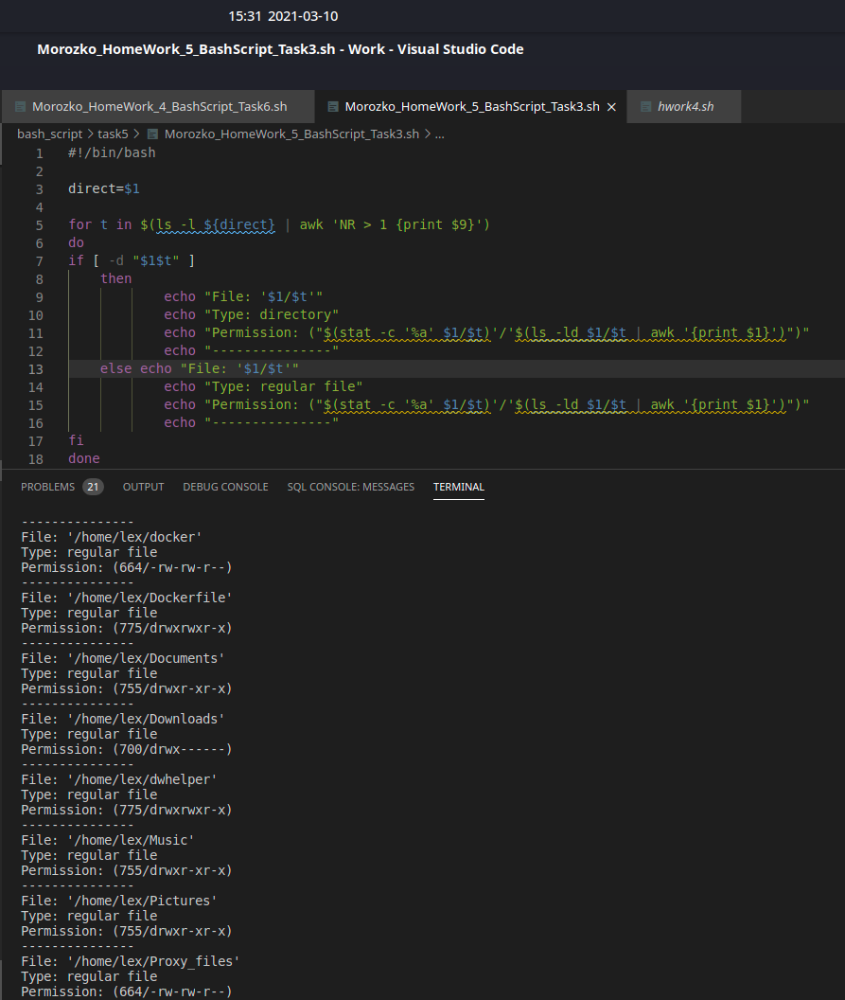 15:31 2021-03-10
Morozko_HomeWork_5_BashScript_Task3.sh - Work - Visual Studio Code
Morozko_HomeWork_4_BashScript_Task6.sh Morozko_HomeWork_5_BashScript_Task3.sh × hwork4.sh
bash_script > task5 > Morozko_HomeWork_5_BashScript_Task3.sh > ...
1 #!/bin/bash
2
3 direct=$1
4
5 for t in $(ls -l ${direct} | awk 'NR > 1 {print $9}')
6 do
7 if [ -d "$1$t" ]
8 then
9 echo "File: '$1/$t'"
10 echo "Type: directory"
11 echo "Permission: ("$(stat -c '%a' $1/$t)'/'$(ls -ld $1/$t | awk '{print $1}')")"
12 echo "---------------"
13 else echo "File: '$1/$t'"
14 echo "Type: regular file"
15 echo "Permission: ("$(stat -c '%a' $1/$t)'/'$(ls -ld $1/$t | awk '{print $1}')")"
16 echo "---------------"
17 fi
18 done
PROBLEMS 21 OUTPUT DEBUG CONSOLE SQL CONSOLE: MESSAGES TERMINAL
---------------
File: '/home/lex/docker'
Type: regular file
Permission: (664/-rw-rw-r--)
---------------
File: '/home/lex/Dockerfile'
Type: regular file
Permission: (775/drwxrwxr-x)
---------------
File: '/home/lex/Documents'
Type: regular file
Permission: (755/drwxr-xr-x)
---------------
File: '/home/lex/Downloads'
Type: regular file
Permission: (700/drwx------)
---------------
File: '/home/lex/dwhelper'
Type: regular file
Permission: (775/drwxrwxr-x)
---------------
File: '/home/lex/Music'
Type: regular file
Permission: (755/drwxr-xr-x)
---------------
File: '/home/lex/Pictures'
Type: regular file
Permission: (755/drwxr-xr-x)
---------------
File: '/home/lex/Proxy_files'
Type: regular file
Permission: (664/-rw-rw-r--)